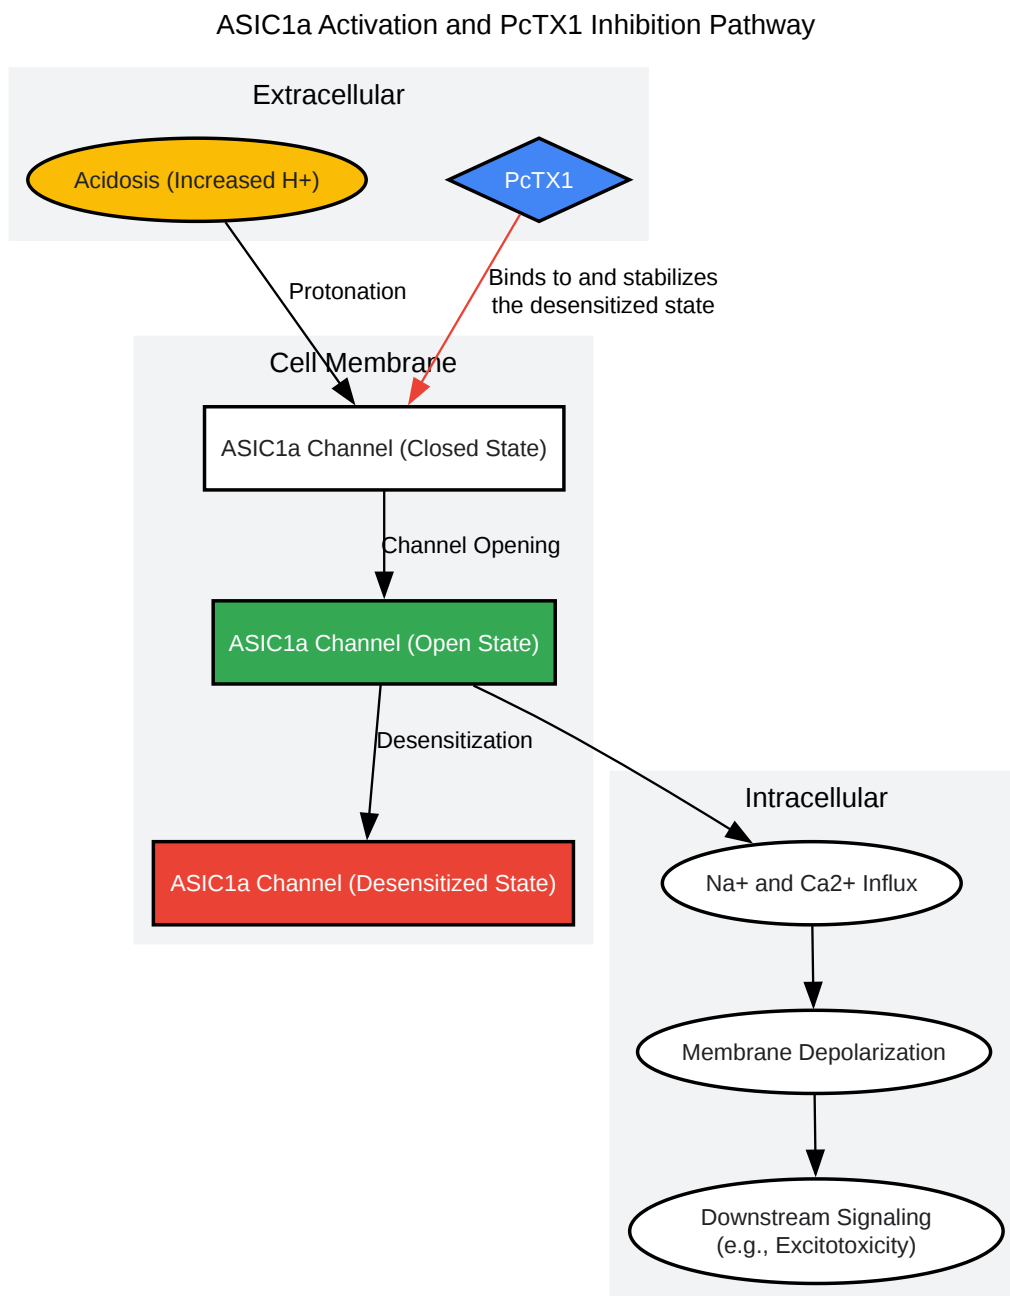 ASIC1a Activation and PcTX1 Inhibition Pathway
Extracellular
Acidosis (Increased H+)
PcTX1
Protonation
Binds to and stabilizes
the desensitized state
Cell Membrane
ASIC1a Channel (Closed State)
Channel Opening
ASIC1a Channel (Open State)
Desensitization
Intracellular
ASIC1a Channel (Desensitized State)
Na+ and Ca2+ Influx
Membrane Depolarization
Downstream Signaling
(e.g., Excitotoxicity)